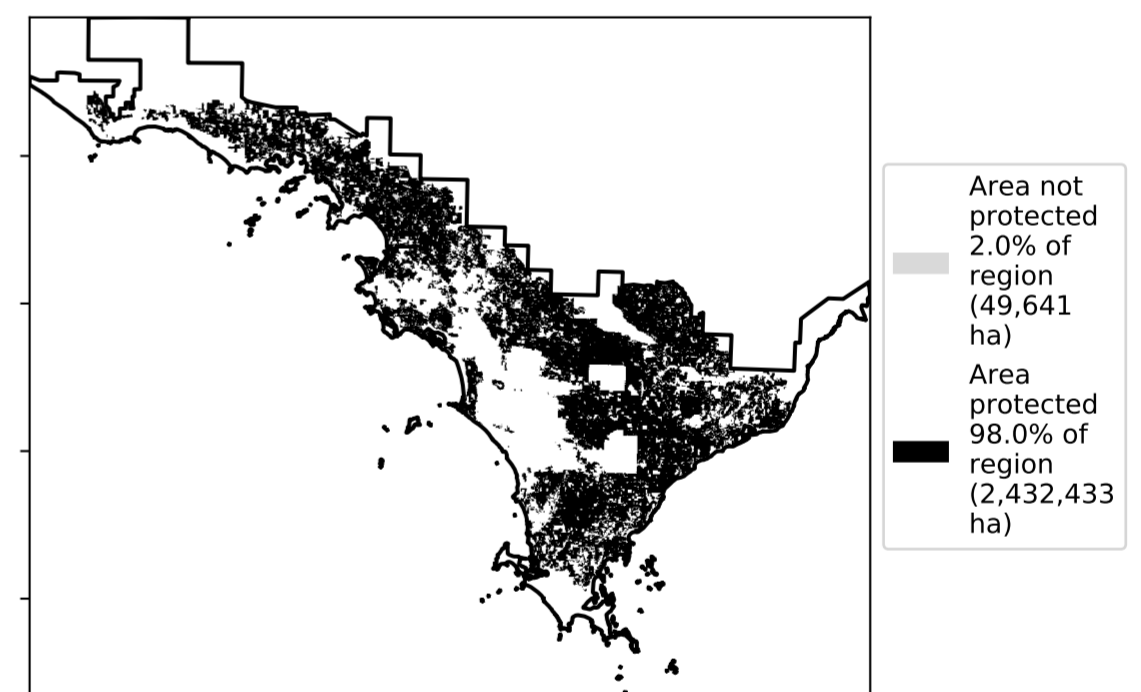 Area not
protected
2.0% of
region
(49,641
ha)
Area
protected
98.0% of
region
(2,432,433
ha)